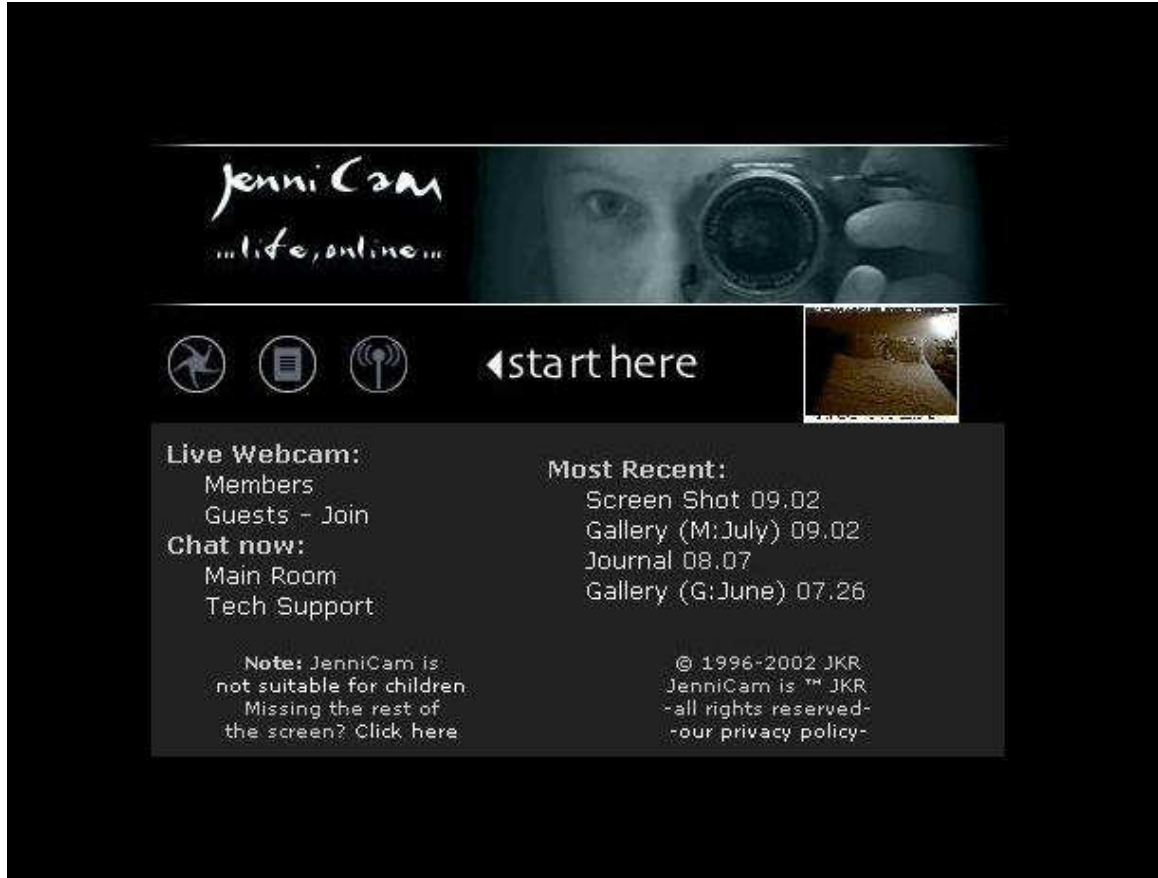 JenniCam
...life, online...
start here
Live Webcam:
Members
Guests – Join
Chat now:
Main Room
Tech Support
Most Recent:
Screen Shot 09.02
Gallery (M:July) 09.02
Journal 08.07
Gallery (G:June) 07.26
Note: JenniCam is
not suitable for children
Missing the rest of
the screen? Click here
© 1996-2002 JKR
JenniCam is ™ JKR
-all rights reserved-
-our privacy policy-